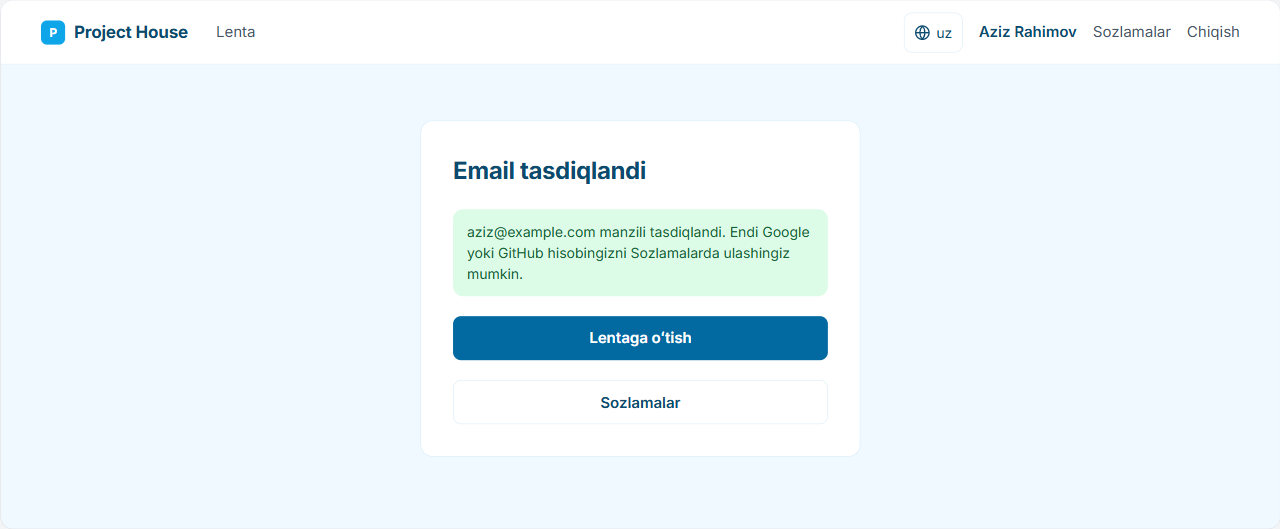 P Project House Lenta uz Aziz Rahimov Sozlamalar Chiqish
Email tasdiqlandi
aziz@example.com manzili tasdiqlandi. Endi Google
yoki GitHub hisobingizni Sozlamalarda ulashingiz
mumkin.
Lentaga oʻtish
Sozlamalar